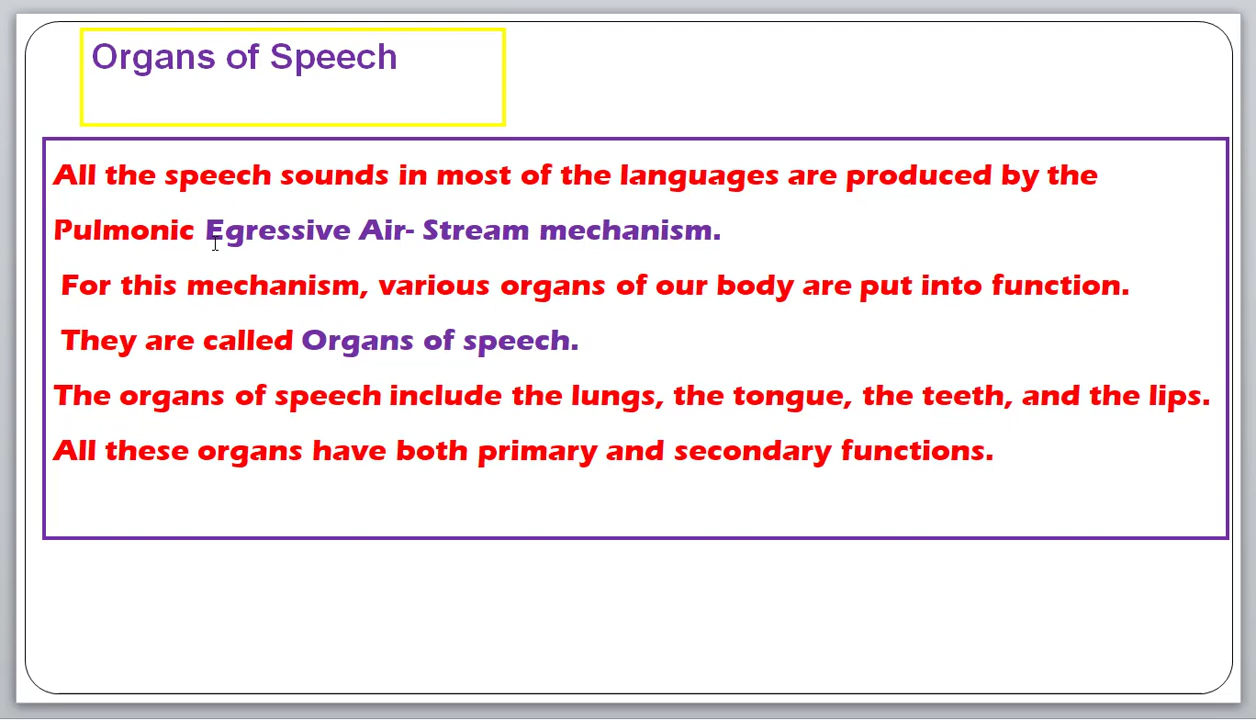 Organs of Speech
All the speech sounds in most of the languages are produced by the
Pulmonic Egressive Air- Stream mechanism.
For this mechanism, various organs of our body are put into function.
They are called Organs of speech.
The organs of speech include the lungs, the tongue, the teeth, and the lips.
All these organs have both primary and secondary functions.